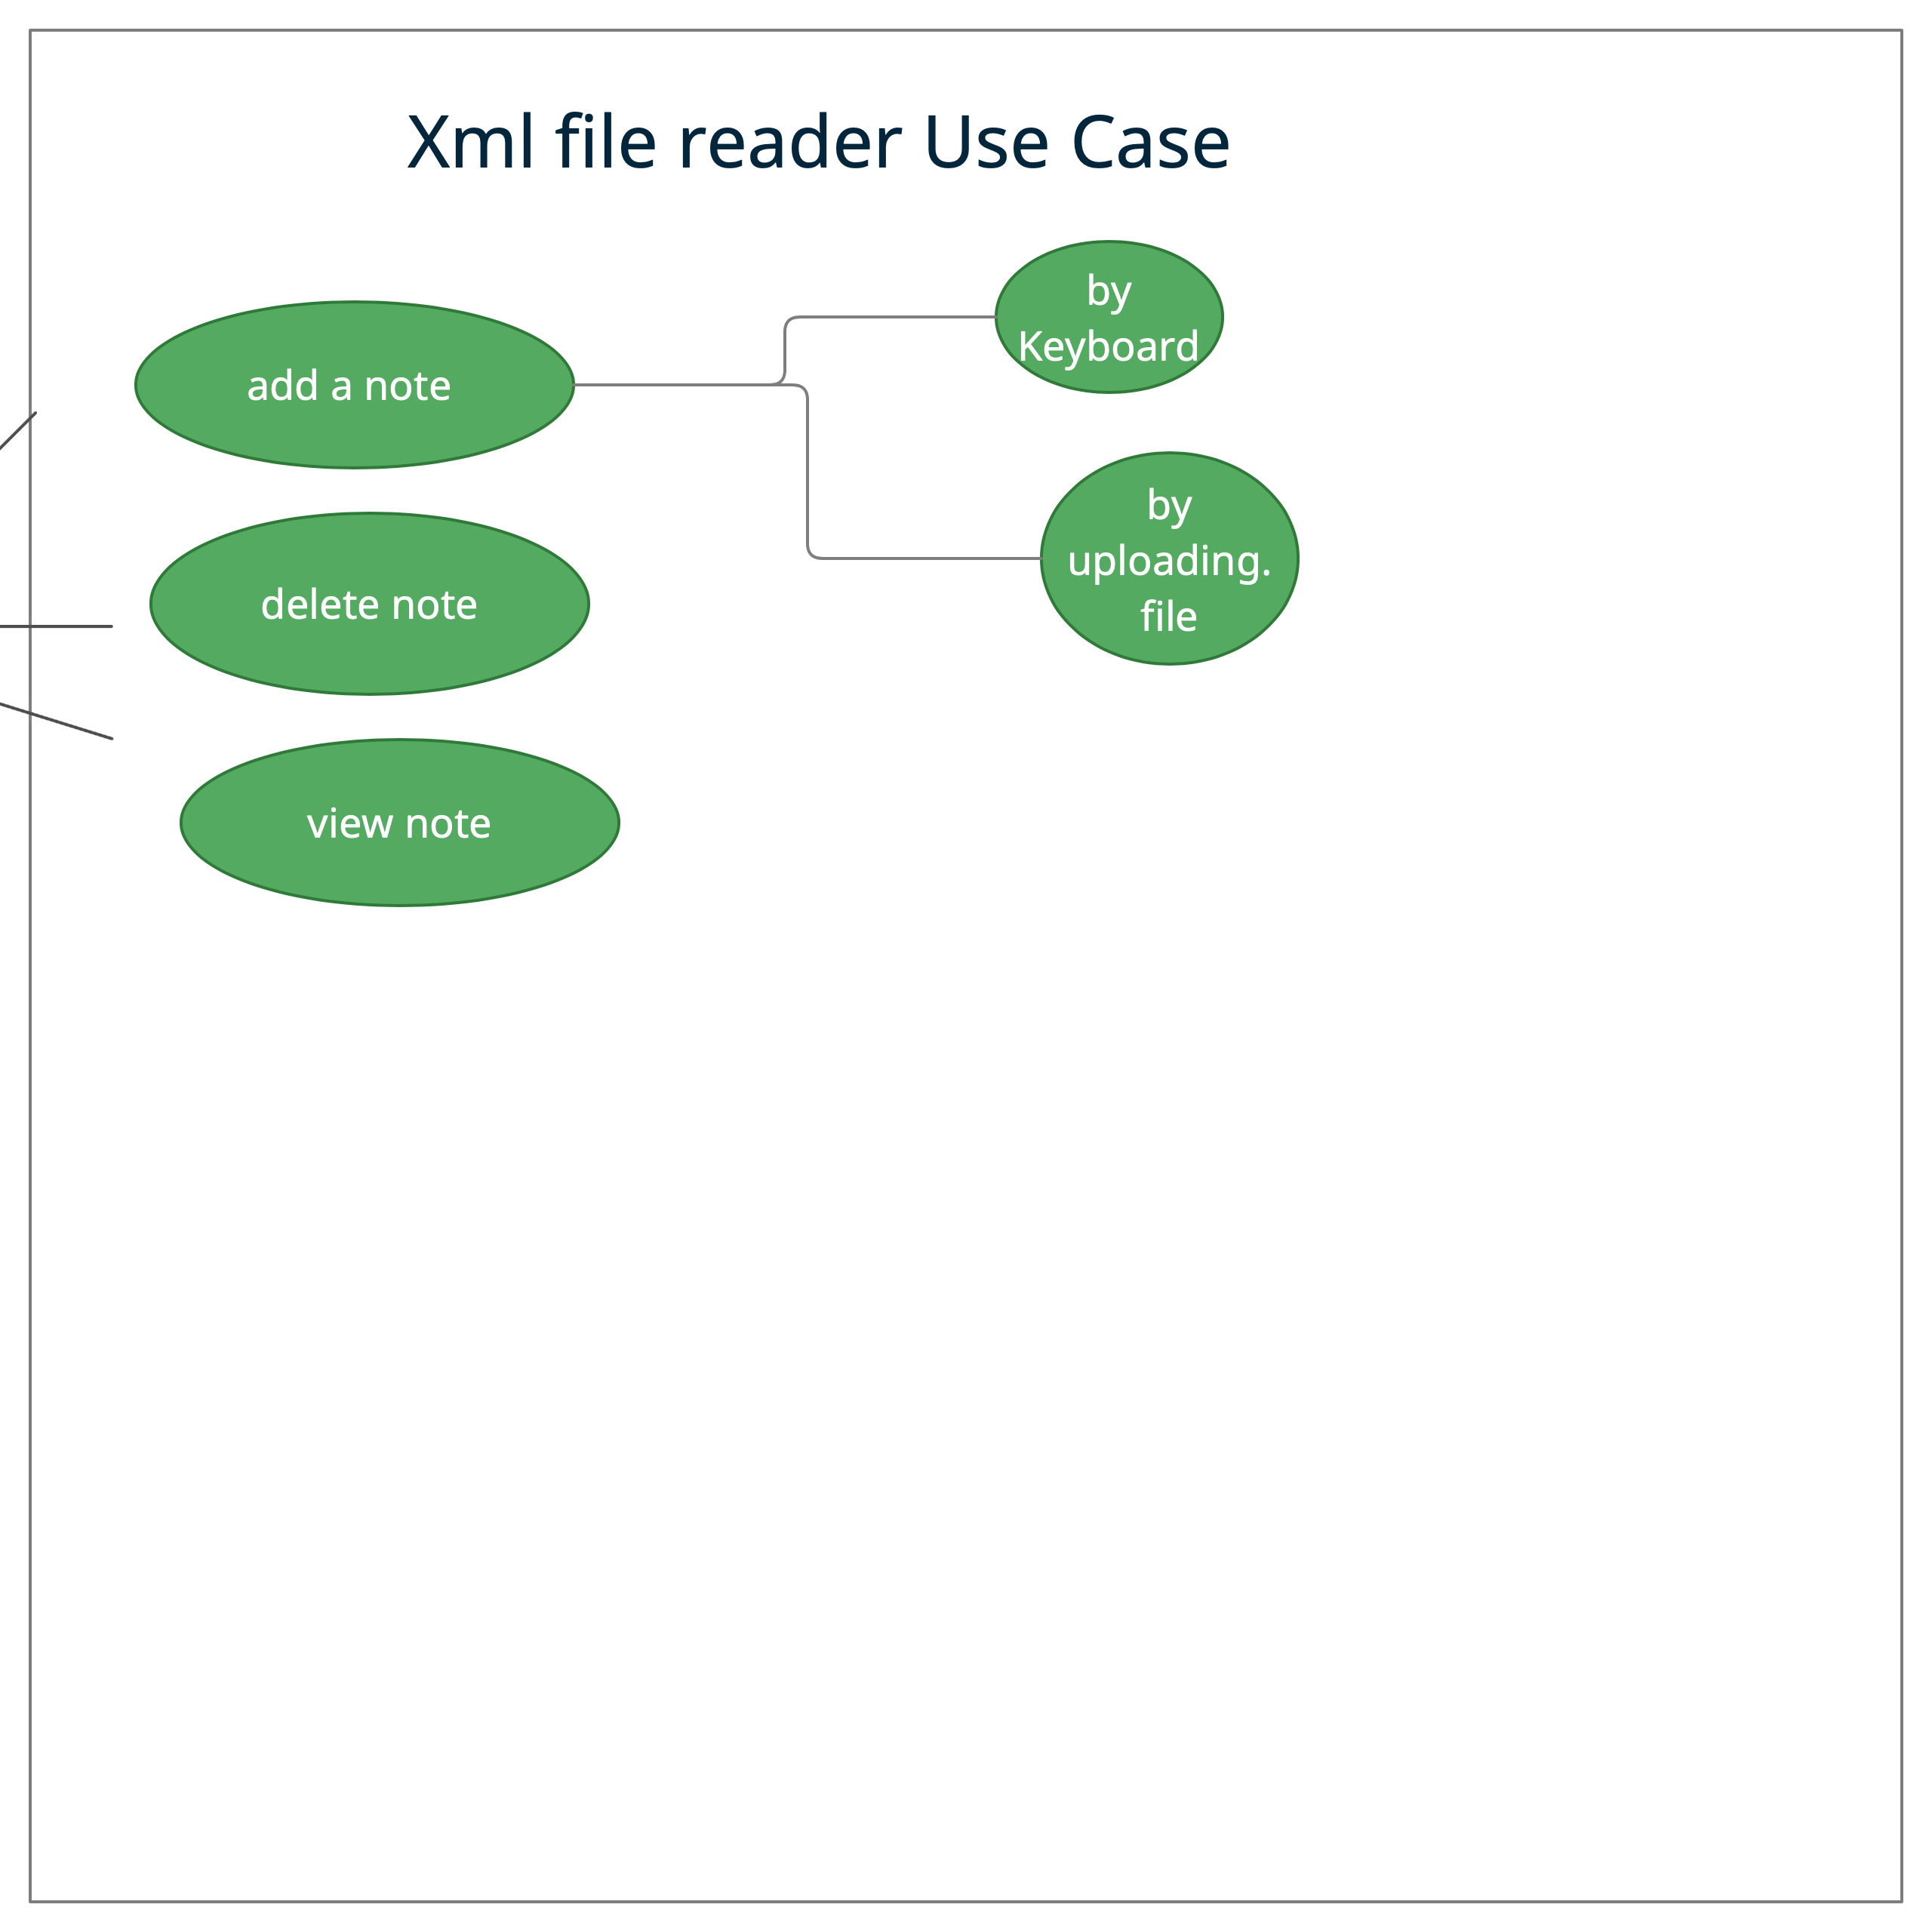 Xml file reader Use Case
by
Keyboard
add a note
by
uploading.
file
delete note
view note